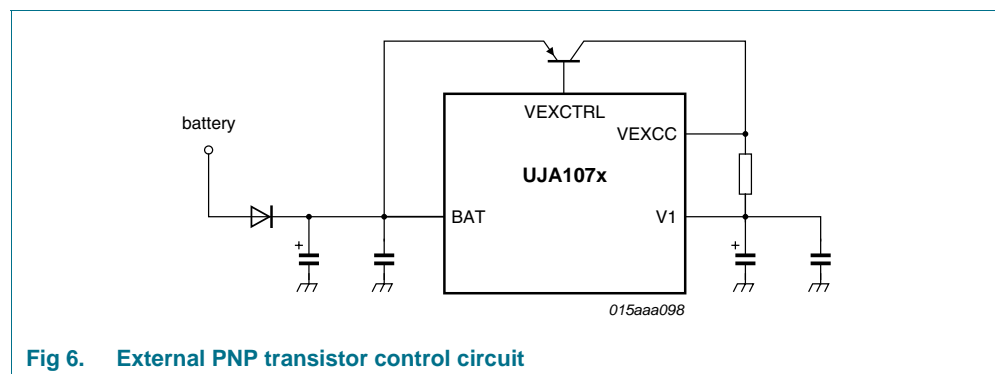 VEXCTRL
battery
VEXCC
UJA107x
BAT
V1
+
+
015aaa098
Fig 6. External PNP transistor control circuit